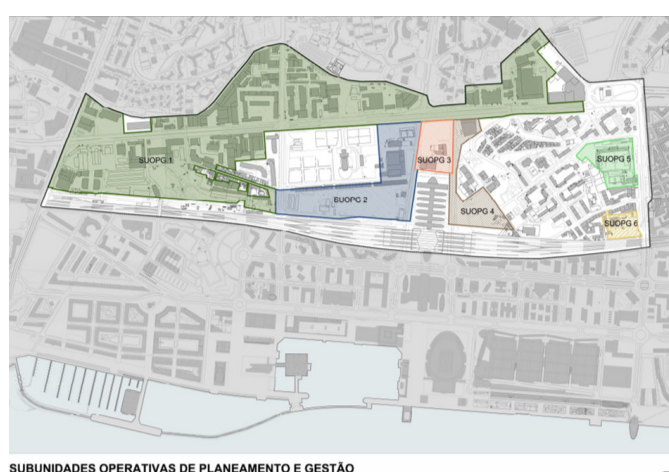 SUOPG 1
SUOPG 3
SUOPG 5
SUOPG 2
SUOPG 4
SUOPG 6
SUBUNIDADES OPERATIVAS DE PLANEAMENTO E GESTÃO